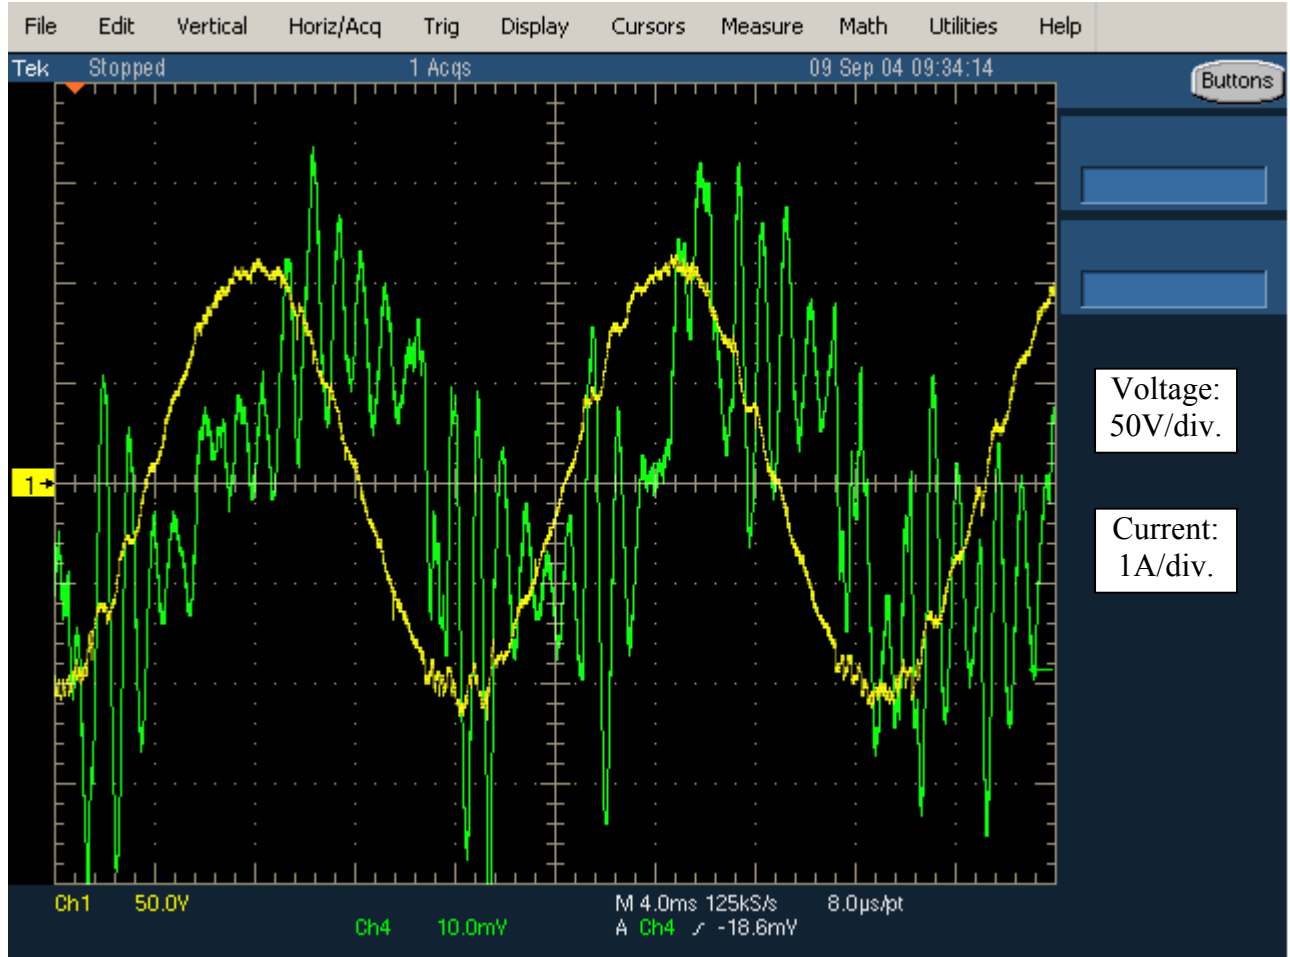 File Edit Vertical Horiz/Acq Trig Display Cursors Measure Math Utilities Help
Tek Stopped 1 Acqs 09 Sep 04 09:34:14
Buttons
Voltage:
50V/div.
1
Current:
1A/div.
Ch1 50.0V M 4.0ms 125kS/s 8.0µs/pt
Ch4 10.0mV A Ch4 -18.6mV